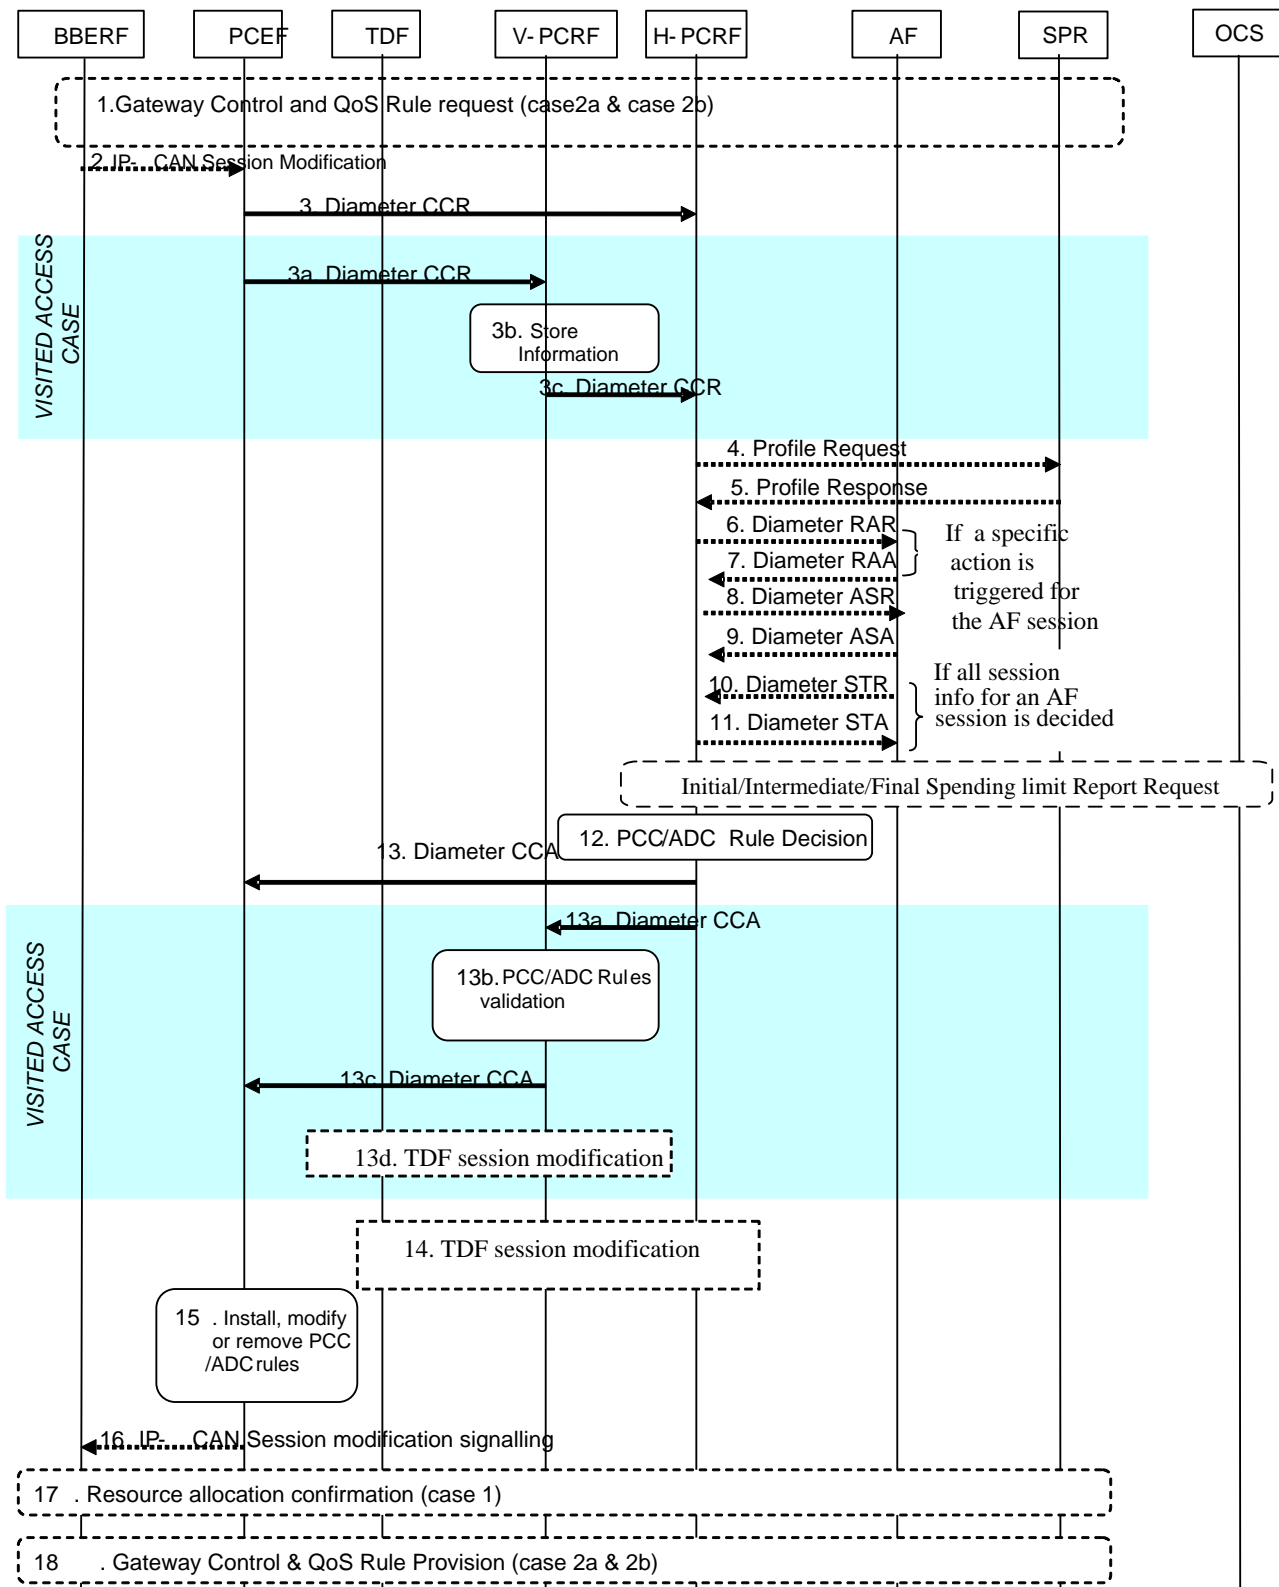 BBERF PCEF TDF V- PCRF H- PCRF AF SPR OCS
1.Gateway Control and QoS Rule request (case2a & case 2b)
2. IP- CAN Session Modification
3. Diameter CCR
VISITED ACCESS
CASE
3a. Diameter CCR
3b. Store
Information
3c. Diameter CCR
4. Profile Request
5. Profile Response
6. Diameter RAR
7. Diameter RAA
If a specific
action is
triggered for
the AF session
8. Diameter ASR
9. Diameter ASA
10. Diameter STR
11. Diameter STA
If all session
info for an AF
session is decided
Initial/Intermediate/Final Spending limit Report Request
12. PCC/ADC Rule Decision
13. Diameter CCA
VISITED ACCESS
CASE
13a. Diameter CCA
13b. PCC/ADC Rules
validation
13c. Diameter CCA
13d. TDF session modification
14. TDF session modification
15 . Install, modify
or remove PCC
/ADC rules
16. IP- CAN Session modification signalling
17 . Resource allocation confirmation (case 1)
18 . Gateway Control & QoS Rule Provision (case 2a & 2b)